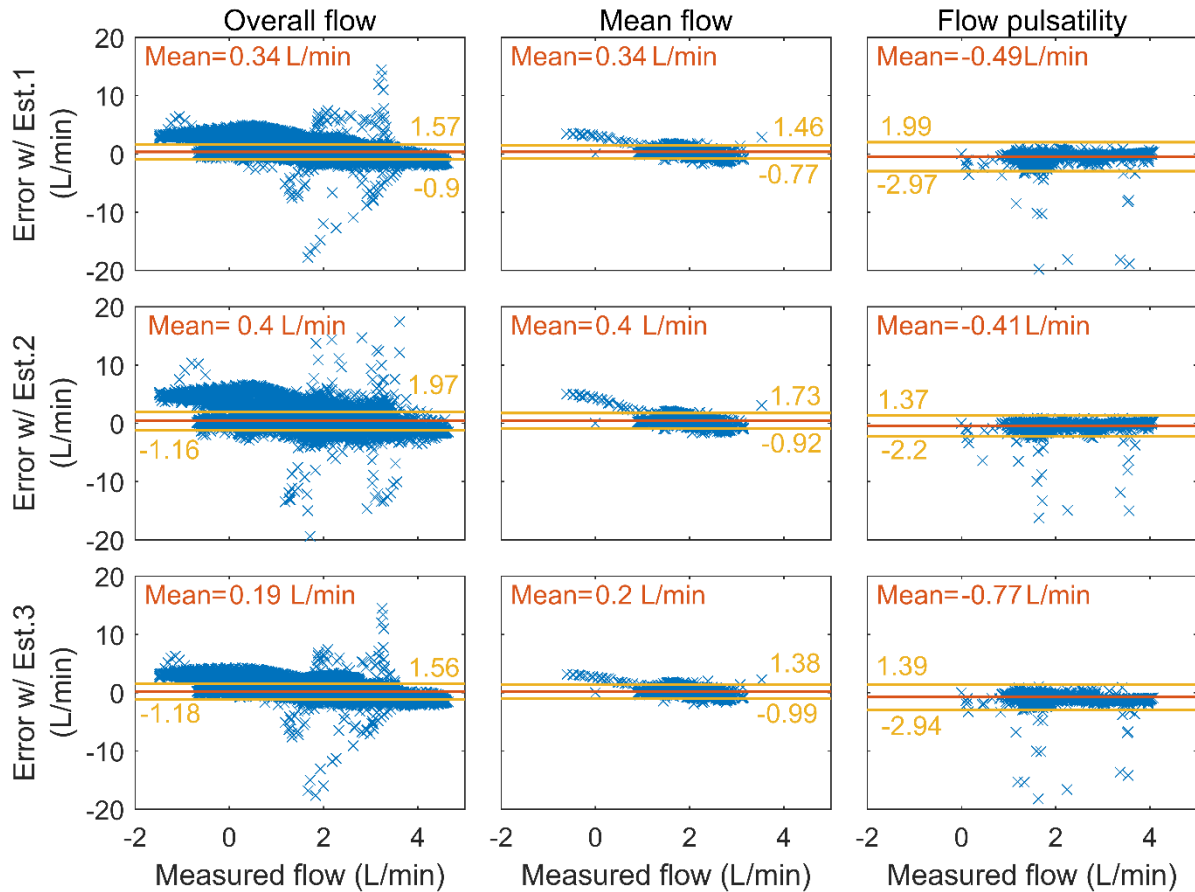 Overall flow
Mean flow
Flow pulsatility
Error w/ Est.1
(L/min)
20
10
0
-10
-20
Mean= 0.34 L/min
1.57
-0.9
Mean= 0.34 L/min
1.46
-0.77
Mean= -0.49 L/min
1.99
-2.97
Error w/ Est.2
(L/min)
20
10
0
-10
-20
Mean= 0.4 L/min
1.97
-1.16
Mean= 0.4 L/min
1.73
-0.92
Mean= -0.41 L/min
1.37
-2.2
Error w/ Est.3
(L/min)
20
10
0
-10
-20
Mean= 0.19 L/min
1.56
-1.18
Mean= 0.2 L/min
1.38
-0.99
Mean= -0.77 L/min
1.39
-2.94
-2 0 2 4
-2 0 2 4
-2 0 2 4
Measured flow (L/min)
Measured flow (L/min)
Measured flow (L/min)